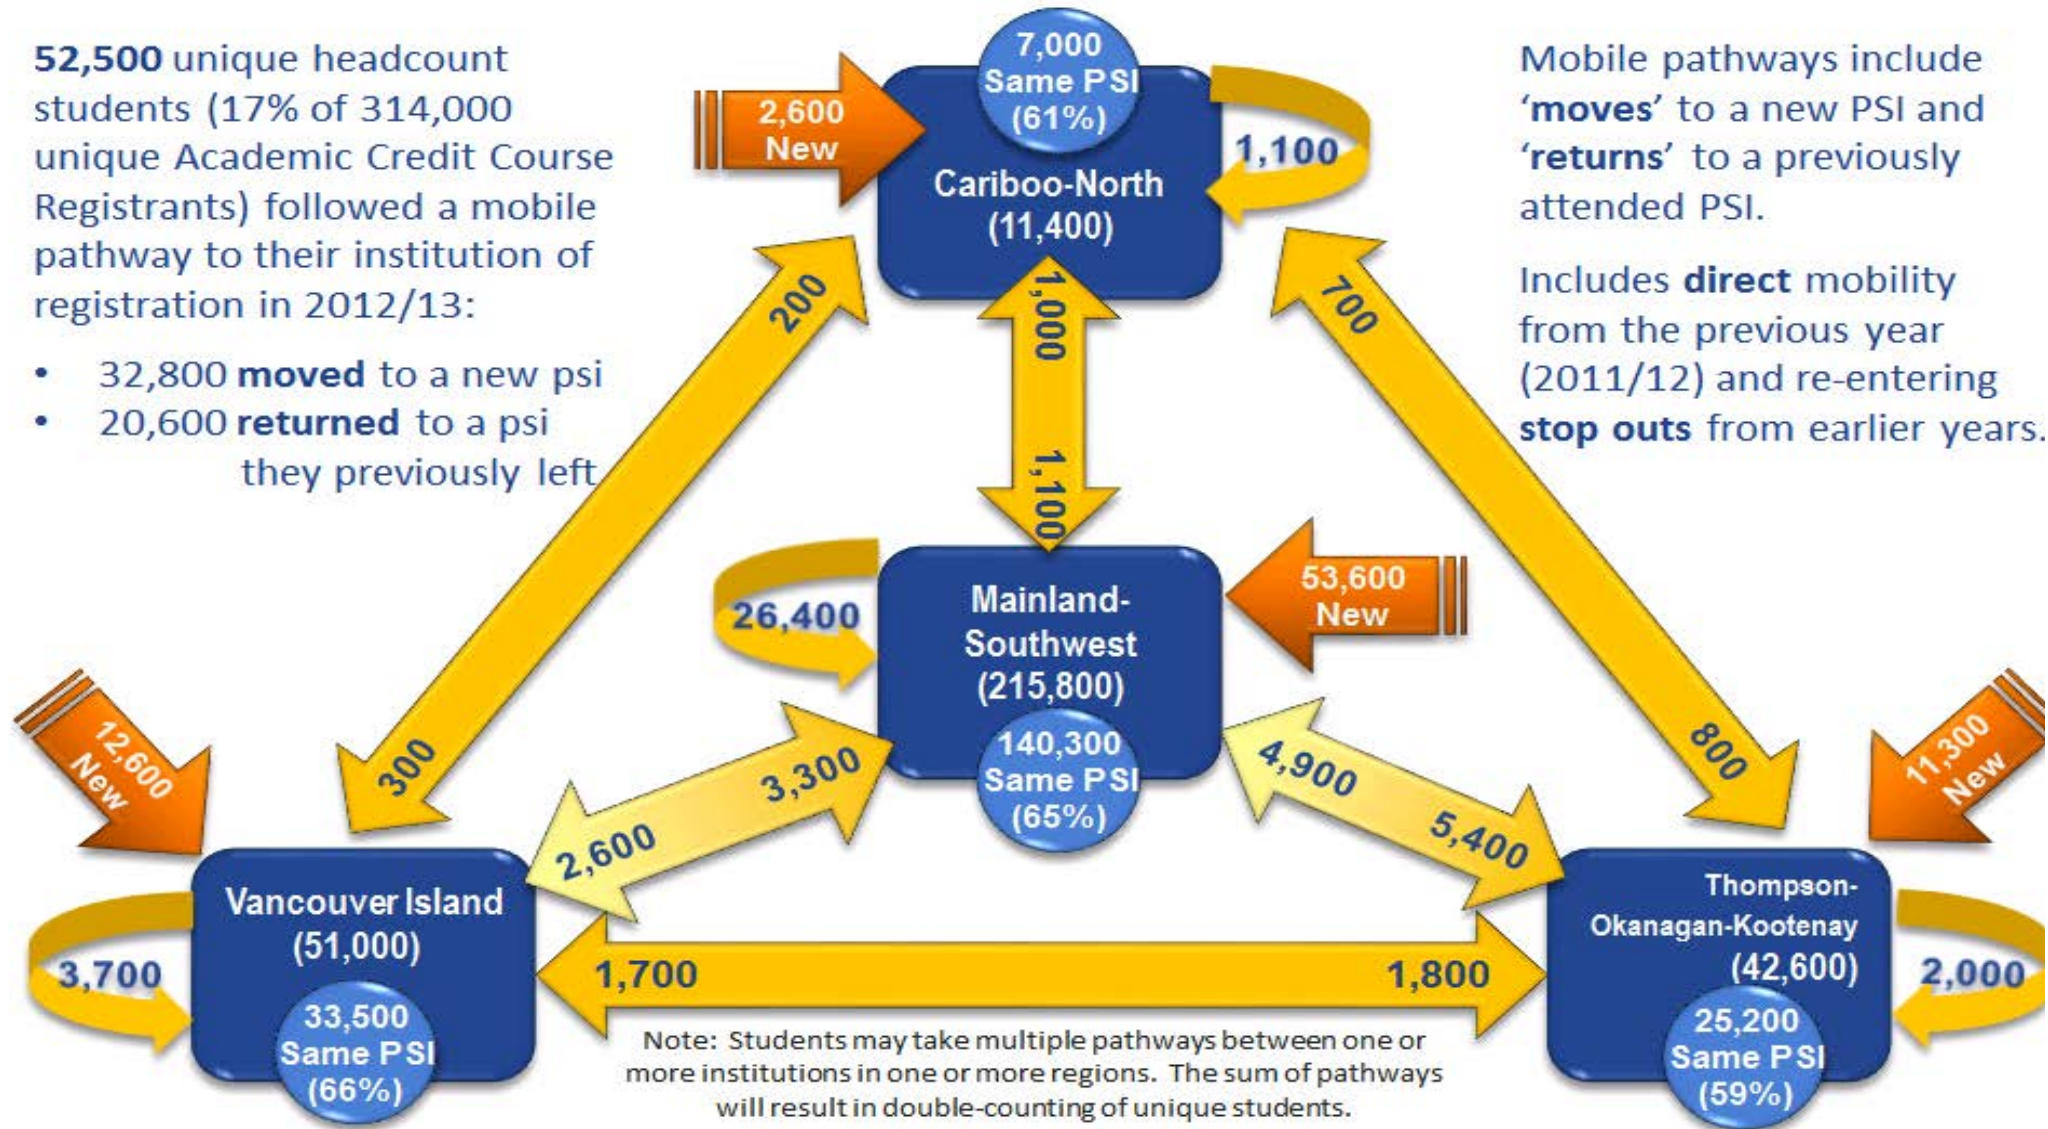 52,500 unique headcount
students (17% of 314,000
unique Academic Credit Course
Registrants) followed a mobile
pathway to their institution of
registration in 2012/13:
• 32,800 moved to a new psi
• 20,600 returned to a psi
they previously left.
Mobile pathways include
‘moves’ to a new PSI and
‘returns’ to a previously
attended PSI.
Includes direct mobility
from the previous year
(2011/12) and re-entering
stop outs from earlier years.
7,000
Same PSI
(61%)
Cariboo-North
(11,400)
2,600
New
1,100
200
300
1,000
1,100
700
800
Mainland-
Southwest
(215,800)
140,300
Same PSI
(65%)
53,600
New
26,400
12,600
New
2,600
3,300
4,900
5,400
11,300
New
Vancouver Island
(51,000)
33,500
Same PSI
(66%)
3,700
1,700
1,800
Thompson-
Okanagan-Kootenay
(42,600)
25,200
Same PSI
(59%)
2,000
Note: Students may take multiple pathways between one or
more institutions in one or more regions. The sum of pathways
will result in double-counting of unique students.